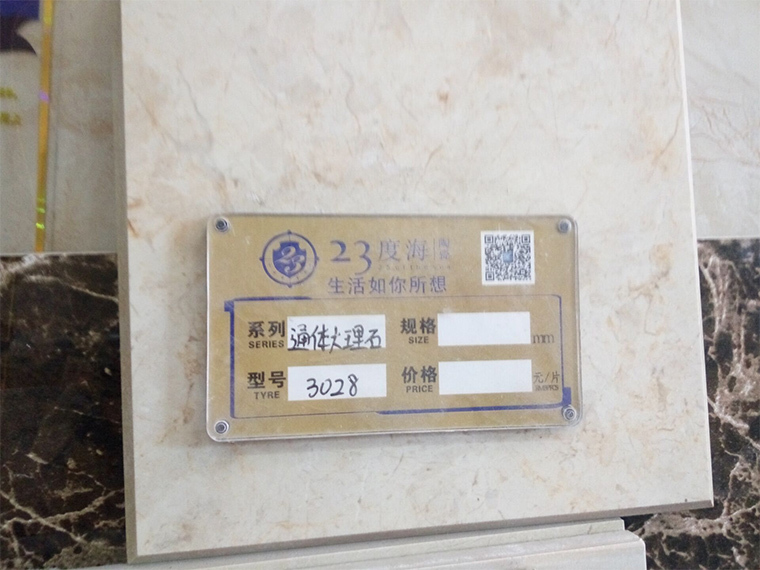 23度海
生活如你所想
系列 通体大理石 规格 mm
SERIES SIZE
型号 3028 价格 元/片
TYRE PRICE